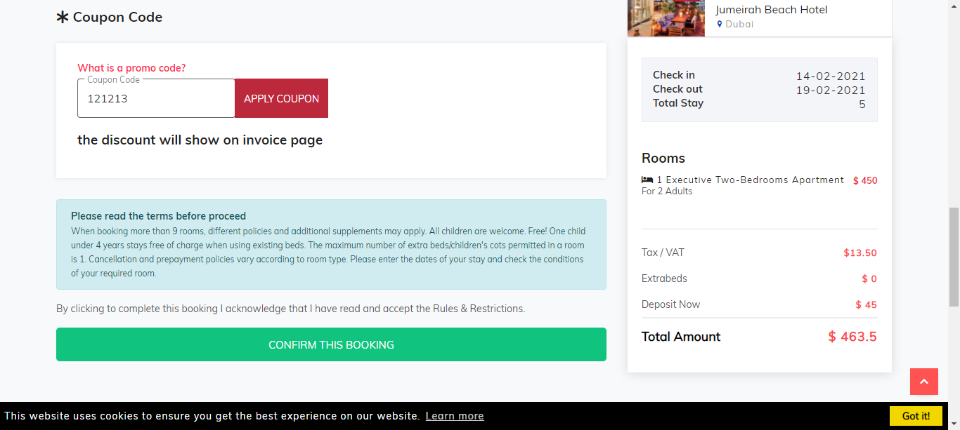 Coupon Code
What is a promo code?
Coupon Code
121213
APPLY COUPON
the discount will show on invoice page
Please read the terms before proceed
When booking more than 9 rooms, different policies and additional supplements may apply. All children are welcome. Free! One child
under 4 years stays free of charge when using existing beds. The maximum number of extra beds/children's cots permitted in a room
is 1. Cancellation and prepayment policies vary according to room type. Please enter the dates of your stay and check the conditions
of your required room.
By clicking to complete this booking I acknowledge that I have read and accept the Rules & Restrictions.
CONFIRM THIS BOOKING
Jumeirah Beach Hotel
Dubai
Check in 14-02-2021
Check out 19-02-2021
Total Stay 5
Rooms
1 Executive Two-Bedrooms Apartment $ 450
For 2 Adults
Tax / VAT $13.50
Extrabeds $ 0
Deposit Now $ 45
Total Amount $ 463.5
This website uses cookies to ensure you get the best experience on our website. Learn more
Got it!